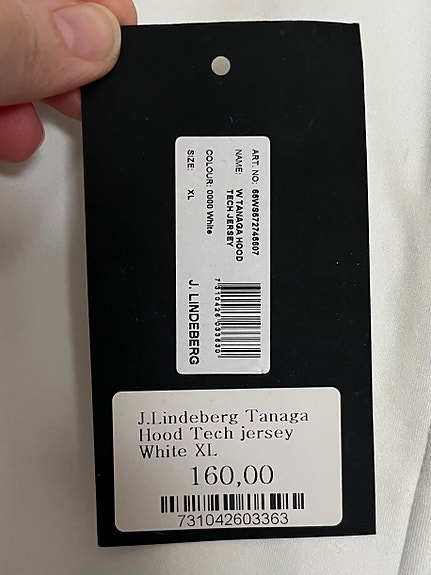 ART. NO: 66WS672745607
NAME: W TANAGA HOOD
TECH JERSEY
COLOUR: 0000 White
SIZE: XL
J. LINDEBERG
J.Lindeberg Tanaga
Hood Tech jersey
White XL
160,00
731042603363